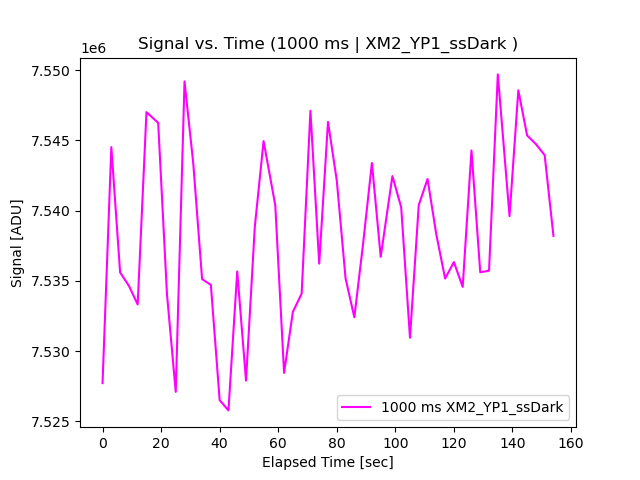 Signal vs. Time (1000 ms | XM2_YP1_ssDark )
1e6
7.550
7.545
7.540
7.535
7.530
7.525
Signal [ADU]
1000 ms XM2_YP1_ssDark
0 20 40 60 80 100 120 140 160
Elapsed Time [sec]